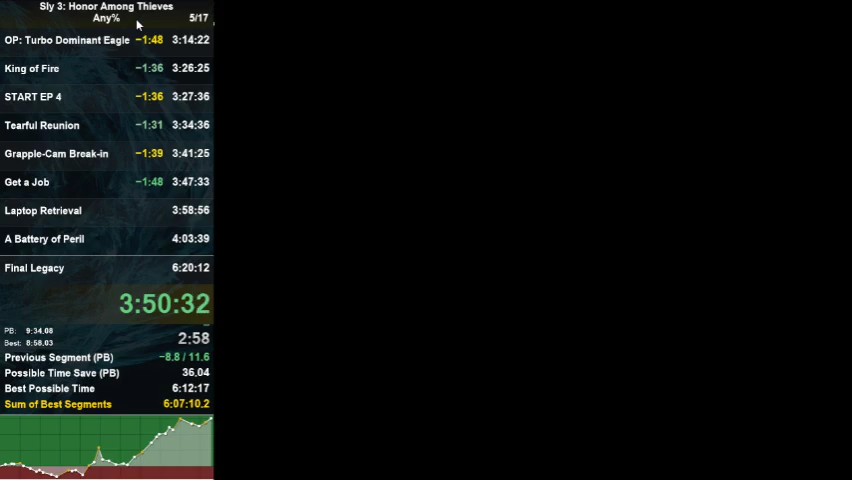 Sly 3: Honor Among Thieves
Any% 5/17
OP: Turbo Dominant Eagle −1:48 3:14:22
King of Fire −1:36 3:26:25
START EP 4 −1:36 3:27:36
Tearful Reunion −1:31 3:34:36
Grapple-Cam Break-in −1:39 3:41:25
Get a Job −1:48 3:47:33
Laptop Retrieval 3:58:56
A Battery of Peril 4:03:39
Final Legacy 6:20:12
3:50:32
PB: 9:34.08
Best: 8:58.03
2:58
Previous Segment (PB) −8.8 / 11.6
Possible Time Save (PB) 36.04
Best Possible Time 6:12:17
Sum of Best Segments 6:07:10.2